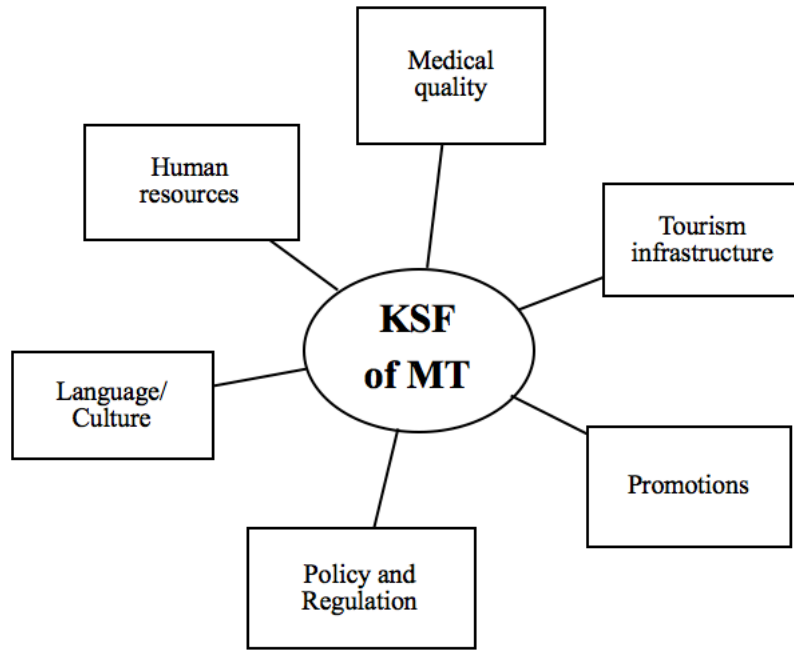 Medical
quality
Human
resources
Tourism
infrastructure
KSF
of MT
Language/
Culture
Promotions
Policy and
Regulation